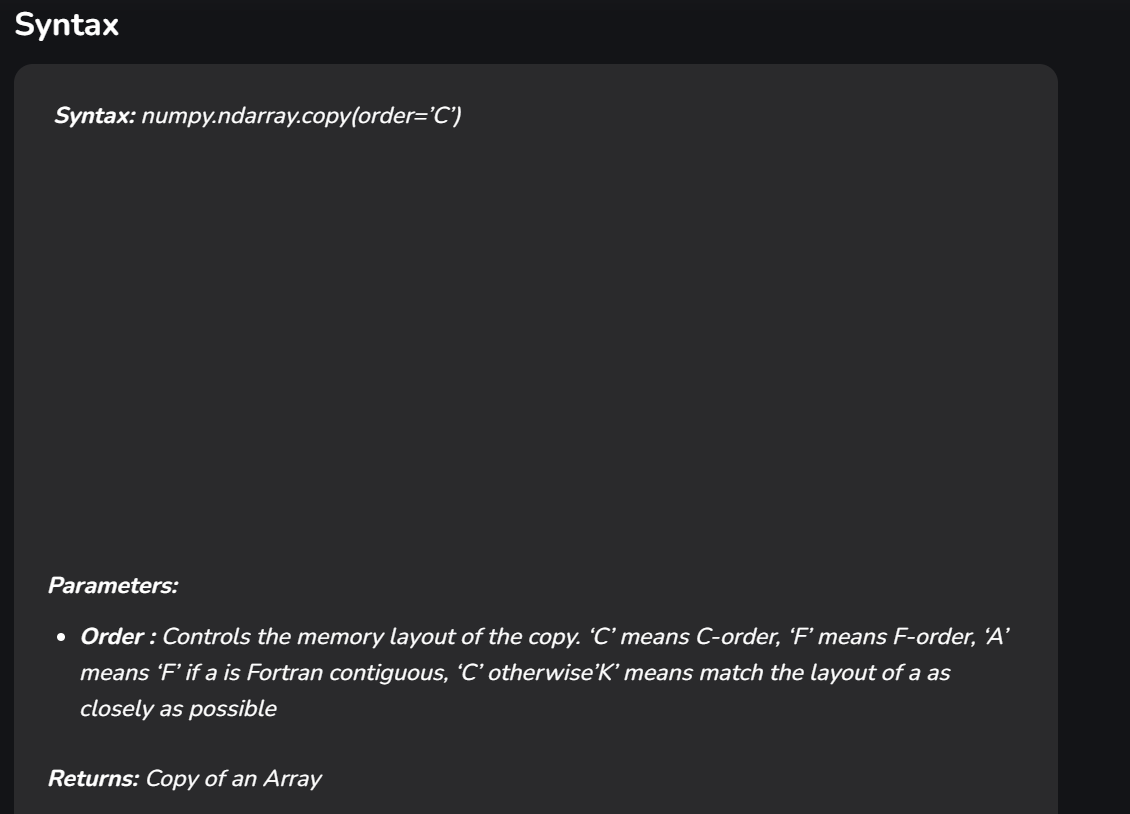 Syntax
Syntax: numpy.ndarray.copy(order=’C’)
Parameters:
• Order : Controls the memory layout of the copy. ‘C’ means C-order, ‘F’ means F-order, ‘A’
means ‘F’ if a is Fortran contiguous, ‘C’ otherwise’K’ means match the layout of a as
closely as possible
Returns: Copy of an Array